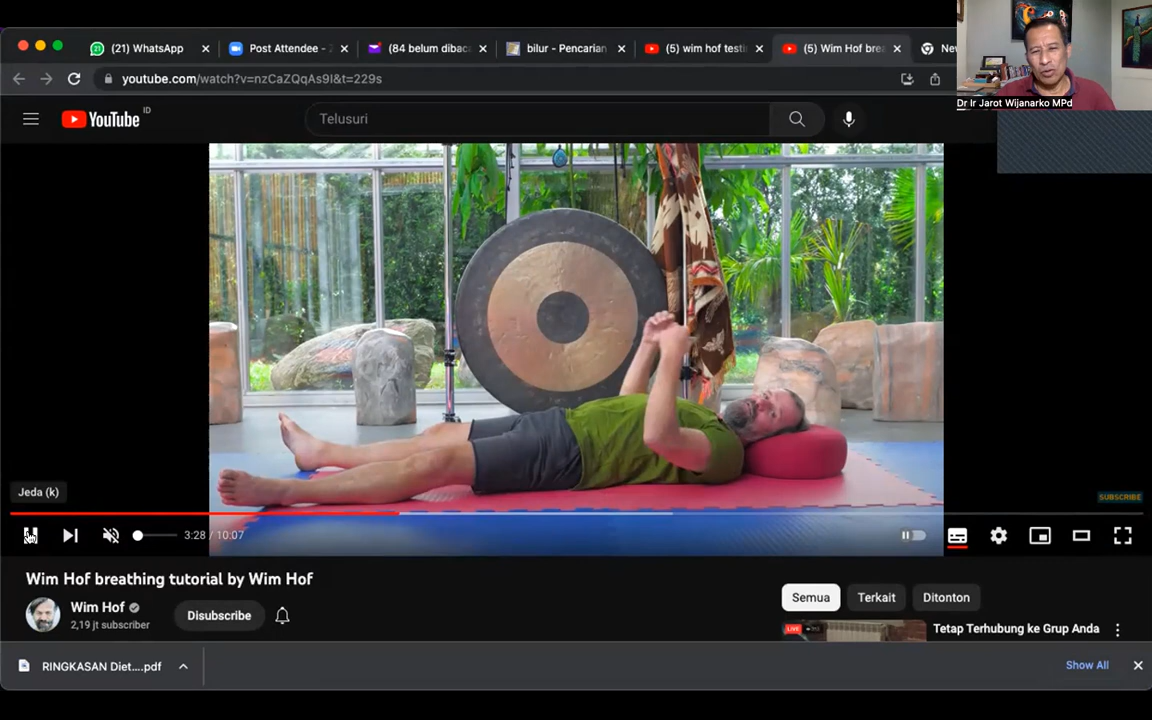 (21) WhatsApp
Post Attendee -
(84 belum dibac
bilur - Pencarian
(5) wim hof testi
(5) Wim Hof brea
Nev
youtube.com/watch?v=nzCaZQqAs9I&t=229s
Dr Ir Jarot Wijanarko MPd
YouTube ID
Telusuri
Jeda (k)
SUBSCRIBE
3:28 / 10:07
Wim Hof breathing tutorial by Wim Hof
Wim Hof
2,19 jt subscriber
Disubscribe
Semua
Terkait
Ditonton
LIVE
Tetap Terhubung ke Grup Anda
RINGKASAN Diet....pdf
Show All